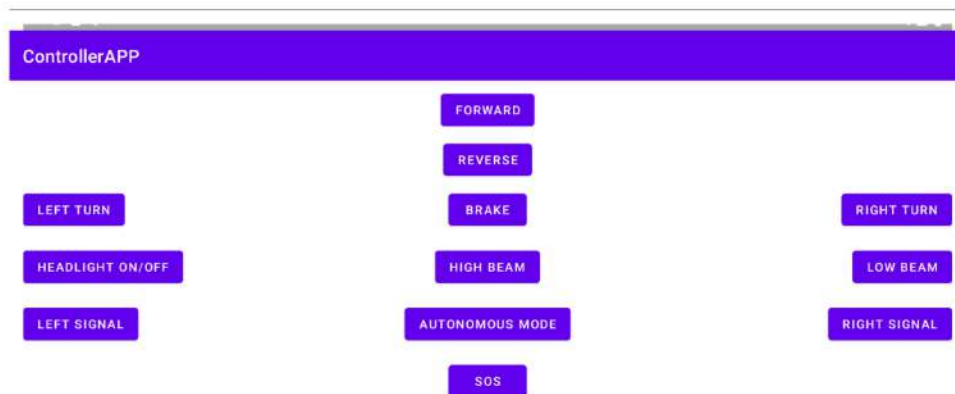 ControllerAPP
FORWARD
REVERSE
LEFT TURN BRAKE RIGHT TURN
HEADLIGHT ON/OFF HIGH BEAM LOW BEAM
LEFT SIGNAL AUTONOMOUS MODE RIGHT SIGNAL
SOS